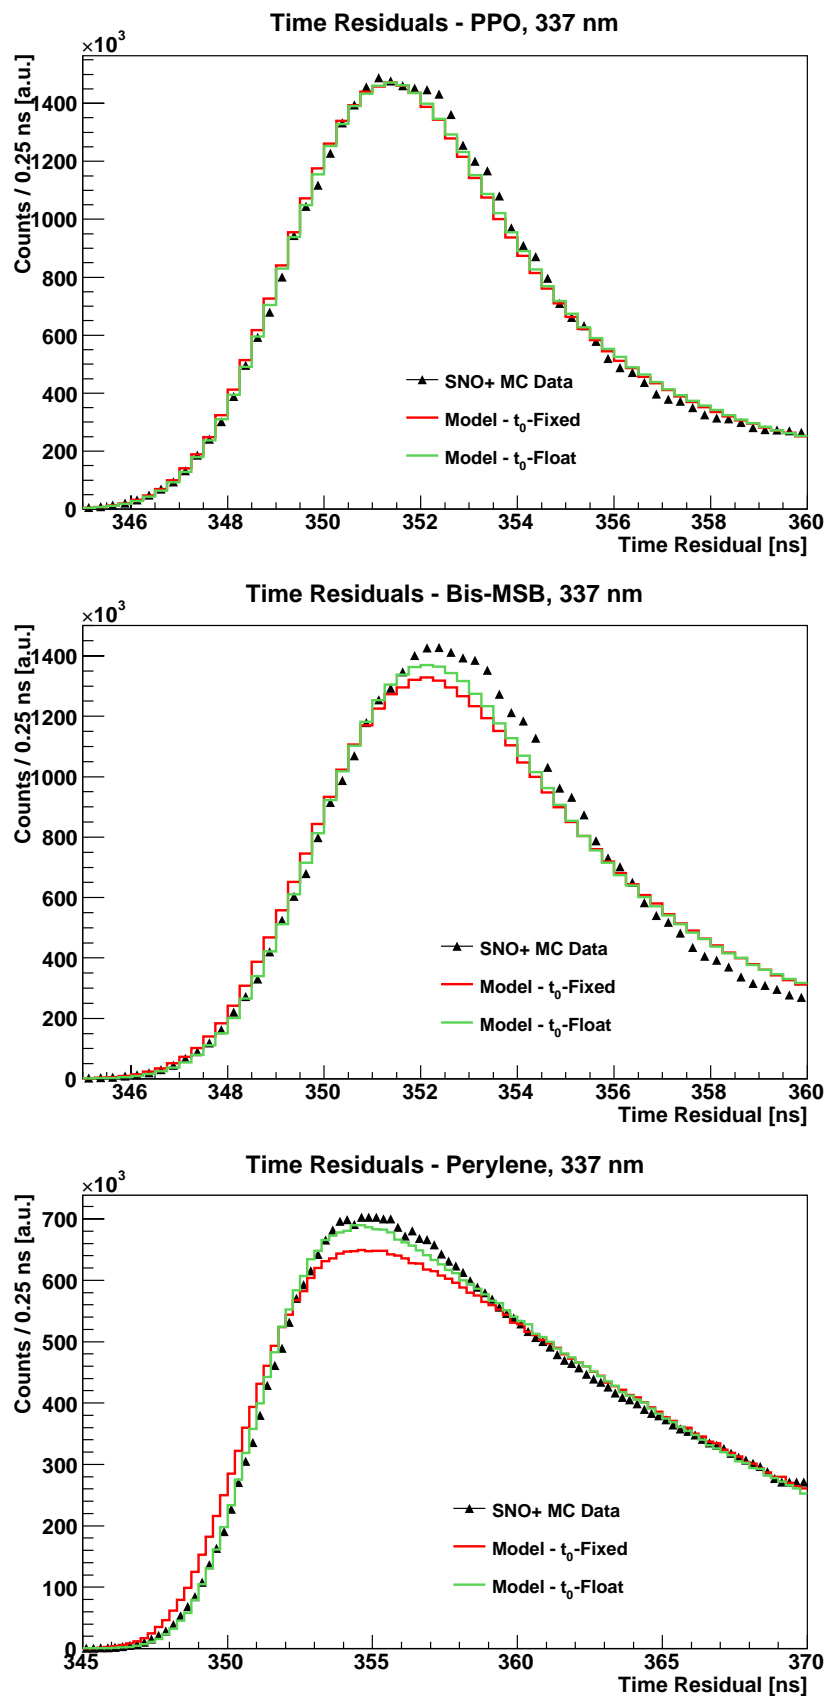 Time Residuals - PPO, 337 nm
×10³
Counts / 0.25 ns [a.u.]
1400
1200
1000
800
600
400
200
0
SNO+ MC Data
Model - t₀-Fixed
Model - t₀-Float
346 348 350 352 354 356 358 360
Time Residual [ns]
Time Residuals - Bis-MSB, 337 nm
×10³
Counts / 0.25 ns [a.u.]
1400
1200
1000
800
600
400
200
0
SNO+ MC Data
Model - t₀-Fixed
Model - t₀-Float
346 348 350 352 354 356 358 360
Time Residual [ns]
Time Residuals - Perylene, 337 nm
×10³
Counts / 0.25 ns [a.u.]
700
600
500
400
300
200
100
0
SNO+ MC Data
Model - t₀-Fixed
Model - t₀-Float
345 350 355 360 365 370
Time Residual [ns]